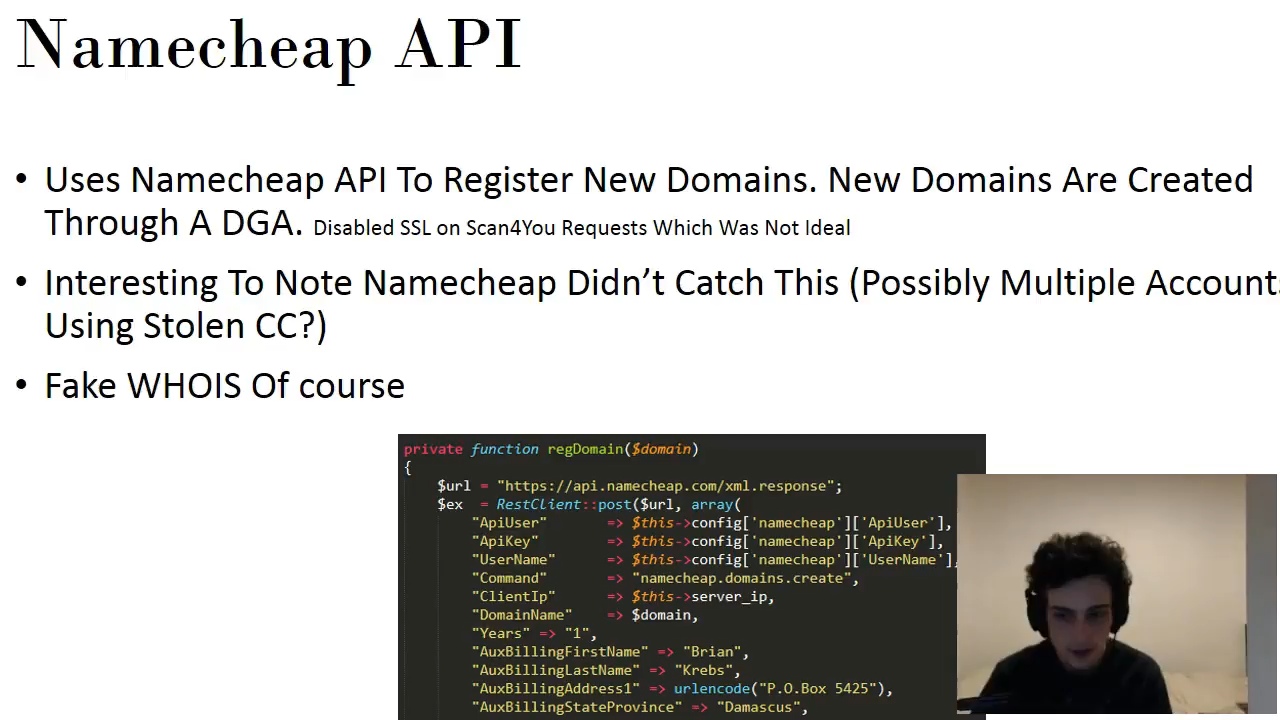 Namecheap API
• Uses Namecheap API To Register New Domains. New Domains Are Created
Through A DGA. Disabled SSL on Scan4You Requests Which Was Not Ideal
• Interesting To Note Namecheap Didn’t Catch This (Possibly Multiple Accounts
Using Stolen CC?)
• Fake WHOIS Of course
private function regDomain($domain)
{
$url = "https://api.namecheap.com/xml.response";
$ex = RestClient::post($url, array(
"ApiUser" => $this->config['namecheap']['ApiUser'],
"ApiKey" => $this->config['namecheap']['ApiKey'],
"UserName" => $this->config['namecheap']['UserName'],
"Command" => "namecheap.domains.create",
"ClientIp" => $this->server_ip,
"DomainName" => $domain,
"Years" => "1",
"AuxBillingFirstName" => "Brian",
"AuxBillingLastName" => "Krebs",
"AuxBillingAddress1" => urlencode("P.O.Box 5425"),
"AuxBillingStateProvince" => "Damascus",